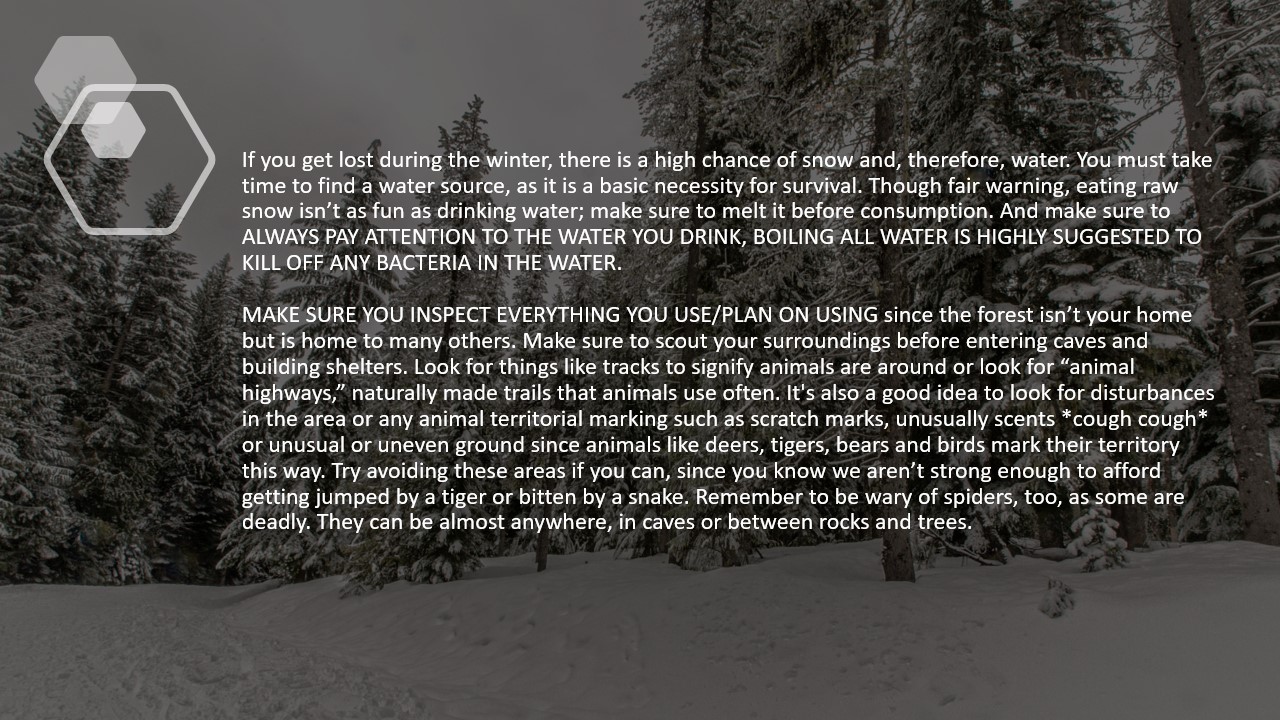 If you get lost during the winter, there is a high chance of snow and, therefore, water. You must take
time to find a water source, as it is a basic necessity for survival. Though fair warning, eating raw
snow isn’t as fun as drinking water; make sure to melt it before consumption. And make sure to
ALWAYS PAY ATTENTION TO THE WATER YOU DRINK, BOILING ALL WATER IS HIGHLY SUGGESTED TO
KILL OFF ANY BACTERIA IN THE WATER.
MAKE SURE YOU INSPECT EVERYTHING YOU USE/PLAN ON USING since the forest isn’t your home
but is home to many others. Make sure to scout your surroundings before entering caves and
building shelters. Look for things like tracks to signify animals are around or look for “animal
highways,” naturally made trails that animals use often. It's also a good idea to look for disturbances
in the area or any animal territorial marking such as scratch marks, unusually scents *cough cough*
or unusual or uneven ground since animals like deers, tigers, bears and birds mark their territory
this way. Try avoiding these areas if you can, since you know we aren’t strong enough to afford
getting jumped by a tiger or bitten by a snake. Remember to be wary of spiders, too, as some are
deadly. They can be almost anywhere, in caves or between rocks and trees.